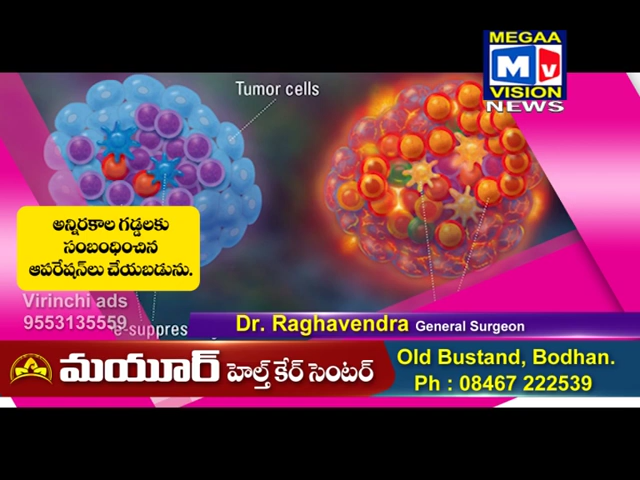 MEGAA
Mv
VISION
NEWS
Tumor cells
అన్నిరకాల గడ్డలకు
సంబంధించిన
ఆపరేషన్‌లు చేయబడును.
Virinchi ads
9553135559
e-suppres
Dr. Raghavendra General Surgeon
మయూర్ హెల్త్ కేర్ సెంటర్
Old Bustand, Bodhan.
Ph : 08467 222539